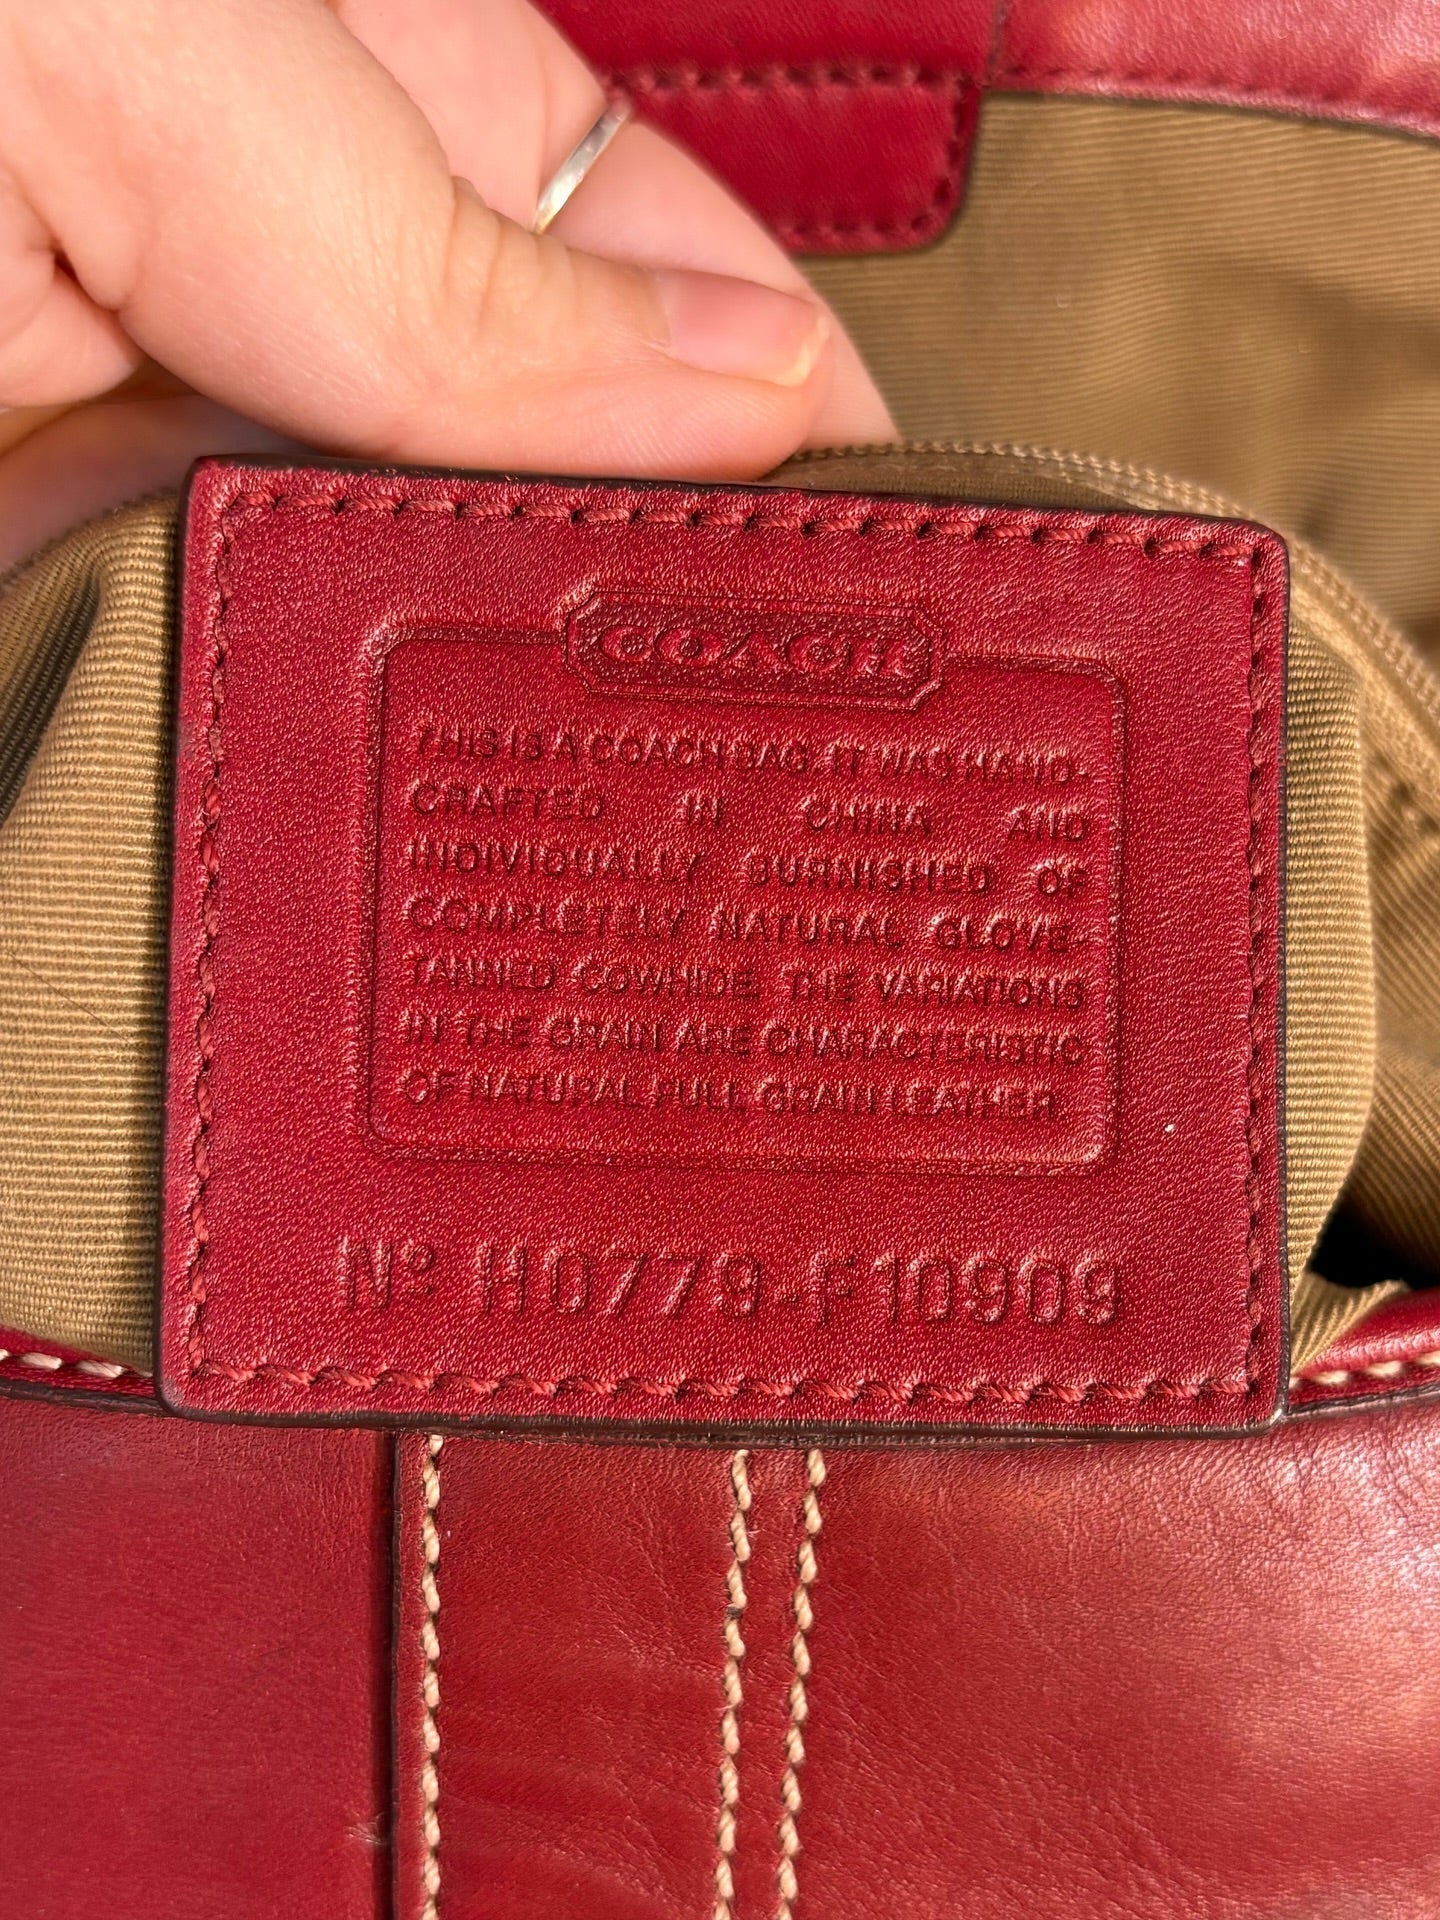 COACH
THIS IS A COACH BAG. IT WAS HAND-
CRAFTED IN CHINA AND
INDIVIDUALLY BURNISHED OF
COMPLETELY NATURAL GLOVE-
TANNED COWHIDE. THE VARIATIONS
IN THE GRAIN ARE CHARACTERISTIC
OF NATURAL FULL GRAIN LEATHER.
Nº H0779-F10909